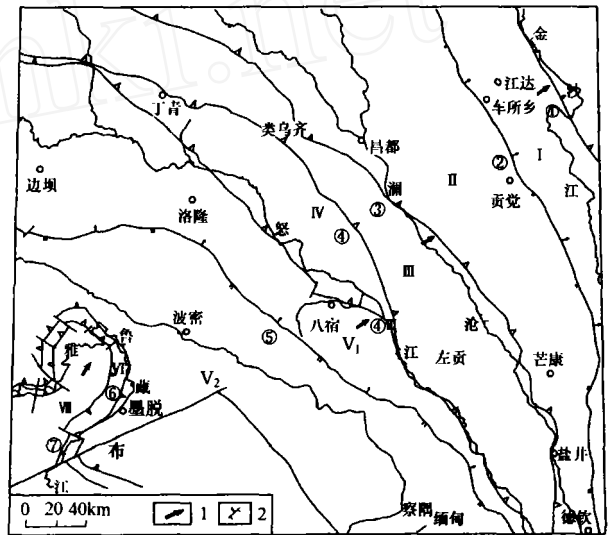 金
沙
江
江达
车所乡
①
丁青
类乌齐
昌都
②
Ⅰ
Ⅱ
贡觉
边坝
澜
③
洛隆
怒
Ⅳ
④
Ⅲ
波密
八宿
④
沧
⑤
V₁
江
左贡
芒康
雅
鲁
Ⅵ
藏
⑥
墨脱
V₂
Ⅶ
⑦
布
盐井
江
察隅
缅甸
德钦
0 20 40km
1
2